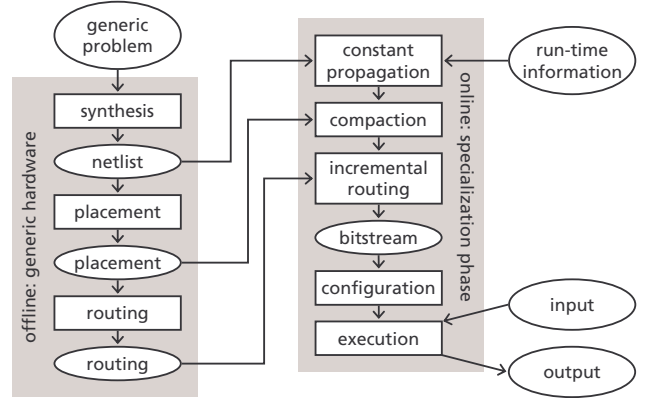 generic
problem
offline: generic hardware
synthesis
netlist
placement
placement
routing
routing
online: specialization phase
constant
propagation
compaction
incremental
routing
bitstream
configuration
execution
run-time
information
input
output